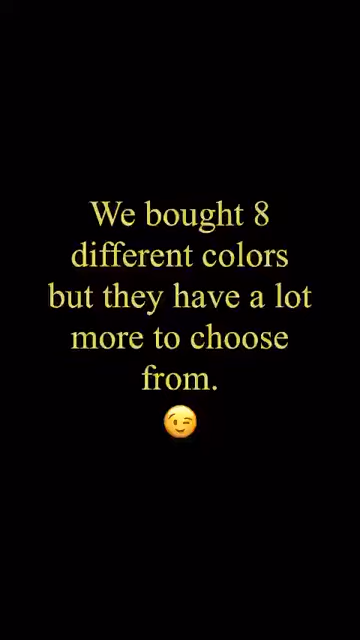 We bought 8
different colors
but they have a lot
more to choose
from.
😉